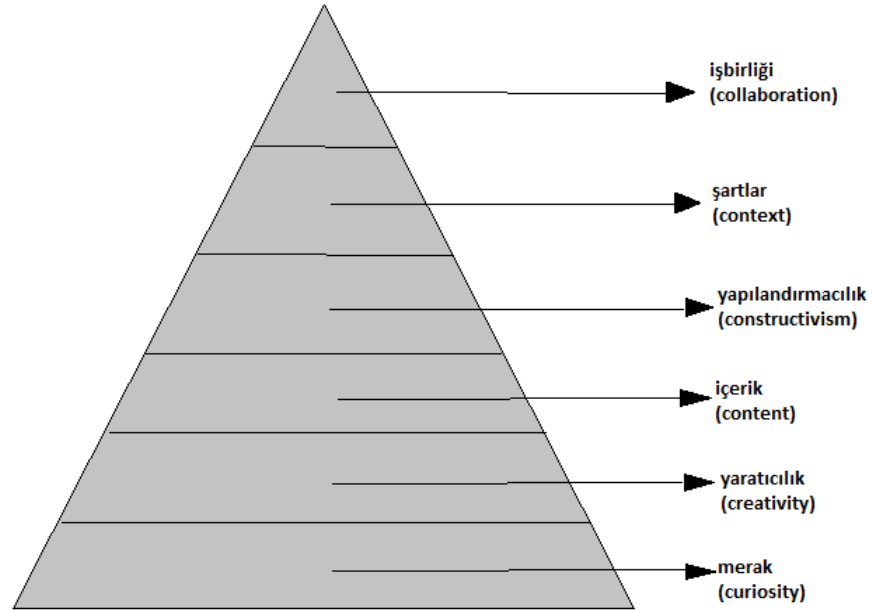 işbirliği
(collaboration)
şartlar
(context)
yapılandırmacılık
(constructivism)
içerik
(content)
yaratıcılık
(creativity)
merak
(curiosity)